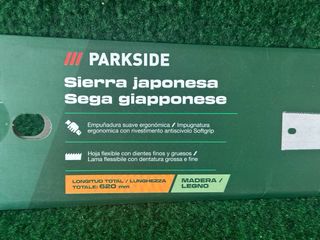 PARKSIDE
Sierra japonesa
Sega giapponese
Empuñadura suave ergonómica / Impugnatura
ergonomica con rivestimento antiscivolo Softgrip
Hoja flexible con dientes finos y gruesos /
Lama flessibile con dentatura grossa e fine
LONGITUD TOTAL / LUNGHEZZA
TOTALE: 620 mm
MADERA /
LEGNO